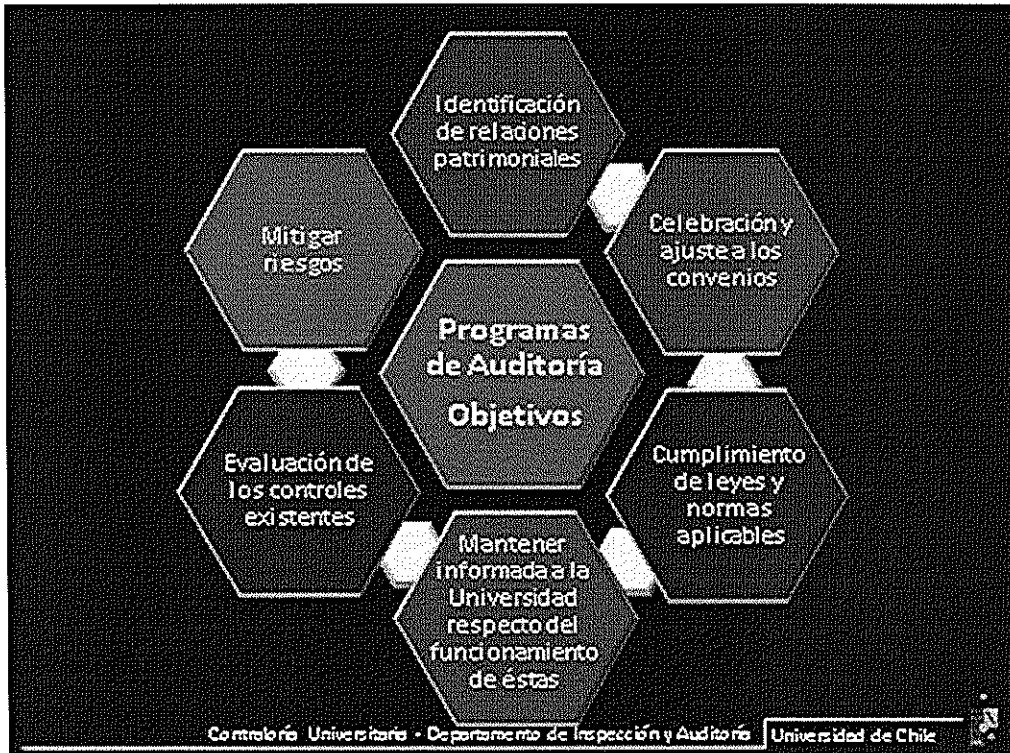 Identificación
de relaciones
patrimoniales
Celebración y
ajuste a los
convenios
Cumplimiento
de leyes y
normas
aplicables
Mantener
informada a la
Universidad
respecto del
funcionamiento
de éstas
Evaluación de
los controles
existentes
Mitigar
riesgos
Programas
de Auditoría
Objetivos
Contraloría Universitaria - Departamento de Inspección y Auditoría
Universidad de Chile